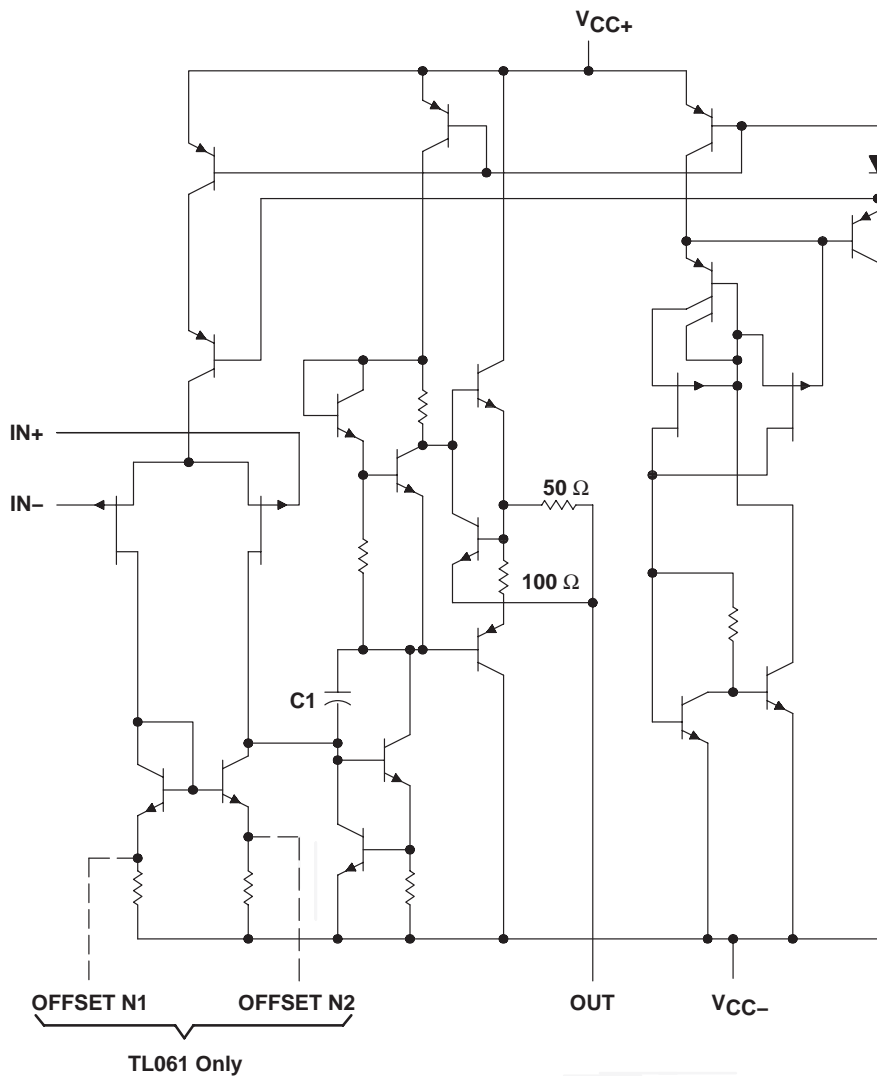 VCC+
IN+
IN–
50 Ω
100 Ω
C1
OFFSET N1
OFFSET N2
OUT
VCC–
TL061 Only